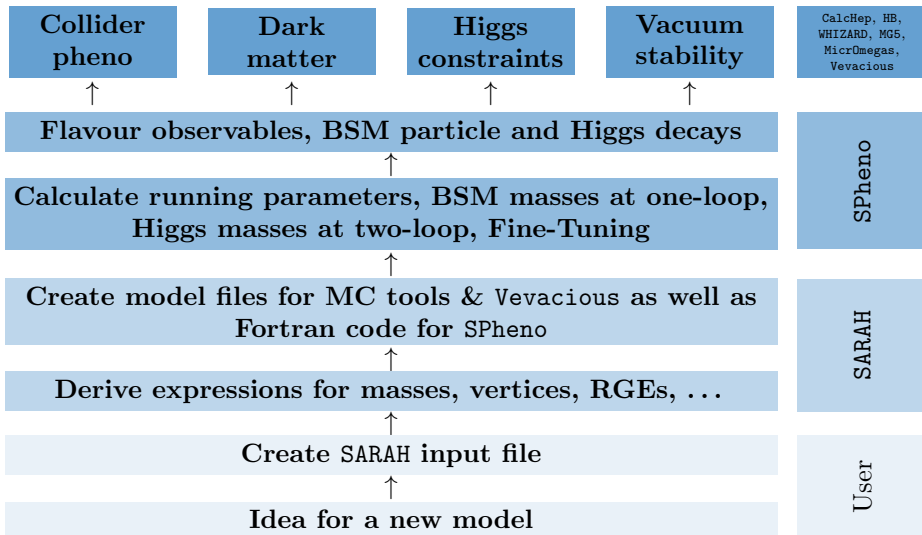 Collider
pheno
Dark
matter
Higgs
constraints
Vacuum
stability
CalcHep, HB,
WHIZARD, MG5,
MicrOmegas,
Vevacious
Flavour observables, BSM particle and Higgs decays
Calculate running parameters, BSM masses at one-loop,
Higgs masses at two-loop, Fine-Tuning
SPheno
Create model files for MC tools & Vevacious as well as
Fortran code for SPheno
Derive expressions for masses, vertices, RGEs, ...
SARAH
Create SARAH input file
Idea for a new model
User